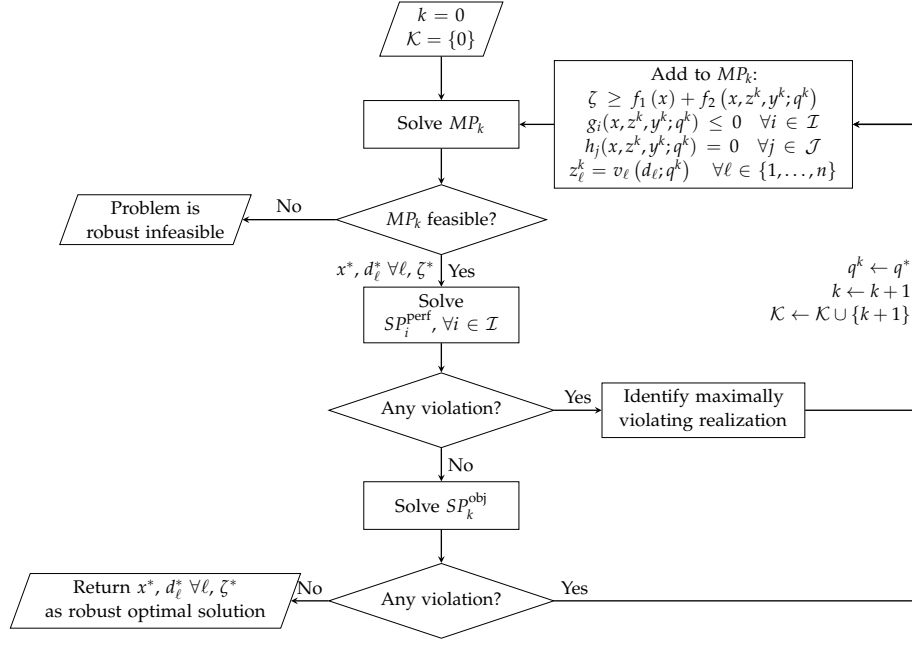 k = 0
𝒦 = {0}
Solve MP_k
Add to MP_k:
ζ ≥ f_1 (x) + f_2 (x, z^k, y^k; q^k)
g_i(x, z^k, y^k; q^k) ≤ 0 ∀i ∈ ℐ
h_j(x, z^k, y^k; q^k) = 0 ∀j ∈ 𝒥
z_ℓ^k = v_ℓ (d_ℓ; q^k) ∀ℓ ∈ {1, . . . , n}
MP_k feasible?
No
Problem is
robust infeasible
x*, d_ℓ^* ∀ℓ, ζ*
Yes
q^k ← q*
k ← k + 1
𝒦 ← 𝒦 ∪ {k + 1}
Solve
SP_i^perf, ∀i ∈ ℐ
Any violation?
Yes
Identify maximally
violating realization
No
Solve SP_k^obj
Any violation?
Yes
No
Return x*, d_ℓ^* ∀ℓ, ζ*
as robust optimal solution